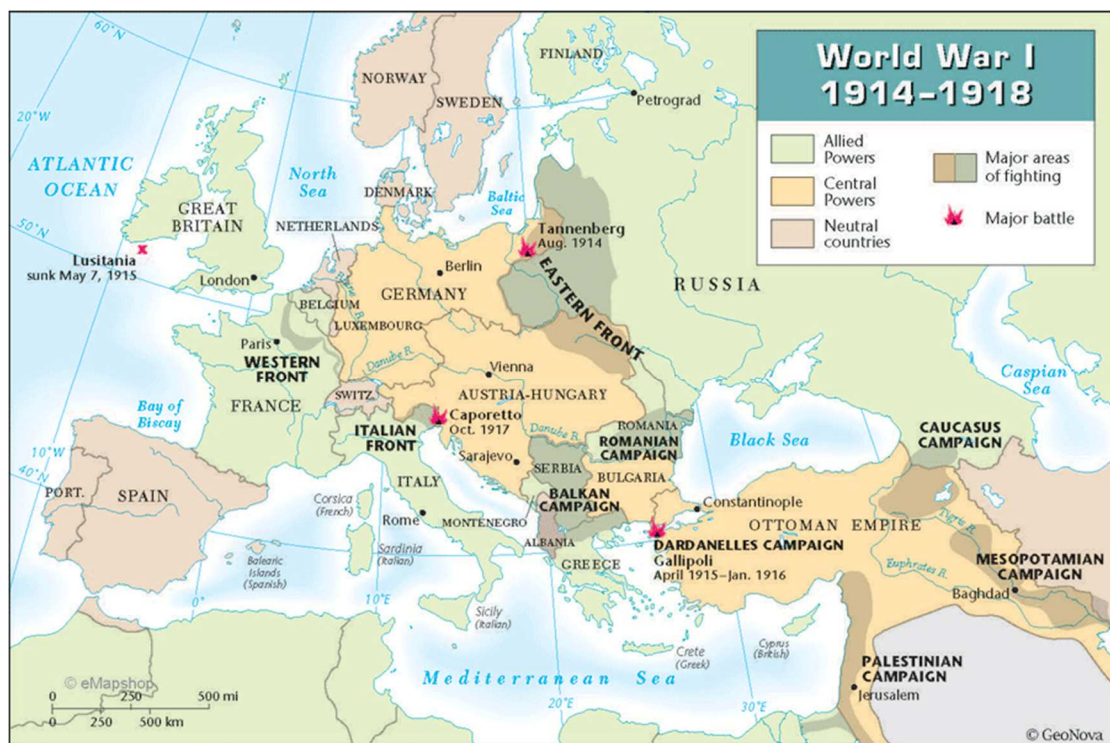 World War I
1914–1918
Allied
Powers
Central
Powers
Neutral
countries
Major areas
of fighting
Major battle
60°N
20°W
50°N
10°W
40°N
0°
10°E
20°E
30°E
ATLANTIC
OCEAN
North
Sea
Baltic
Sea
NORWAY
SWEDEN
FINLAND
Petrograd
DENMARK
GREAT
BRITAIN
NETHERLANDS
Lusitania
sunk May 7, 1915
London
Berlin
GERMANY
Tannenberg
Aug. 1914
EASTERN FRONT
RUSSIA
BELGIUM
LUXEMBOURG
Paris
WESTERN
FRONT
Danube R.
Vienna
FRANCE
SWITZ.
AUSTRIA-HUNGARY
Bay of
Biscay
Caporetto
Oct. 1917
ITALIAN
FRONT
Danube R.
ROMANIA
ROMANIAN
CAMPAIGN
Black Sea
Caspian
Sea
CAUCASUS
CAMPAIGN
Sarajevo
SERBIA
BULGARIA
PORT.
SPAIN
ITALY
BALKAN
CAMPAIGN
Corsica
(French)
Rome
MONTENEGRO
Constantinople
OTTOMAN EMPIRE
Tigris R.
ALBANIA
Sardinia
(Italian)
Balearic
Islands
(Spanish)
GREECE
DARDANELLES CAMPAIGN
Gallipoli
April 1915–Jan. 1916
Euphrates R.
MESOPOTAMIAN
CAMPAIGN
Baghdad
Sicily
(Italian)
Crete
(Greek)
Cyprus
(British)
Mediterranean Sea
PALESTINIAN
CAMPAIGN
Jerusalem
© eMapshop
0 250 500 mi
0 250 500 km
© GeoNova